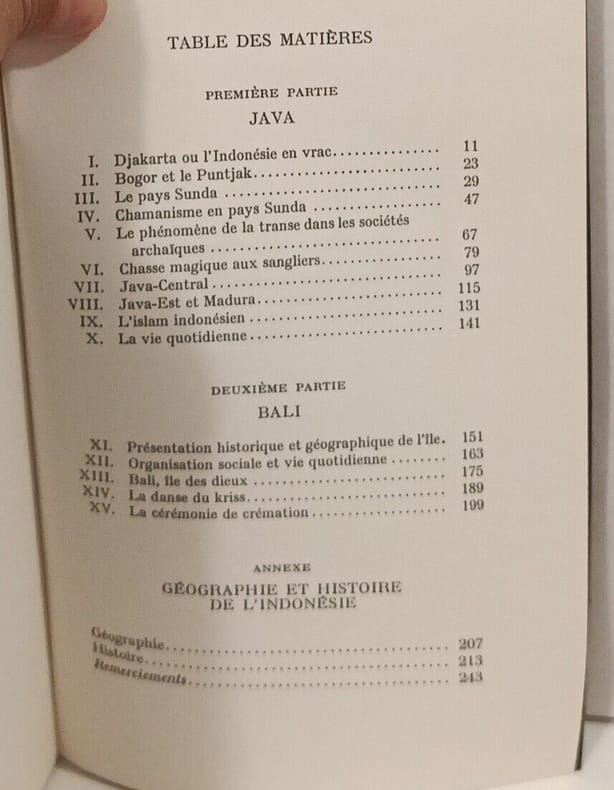 TABLE DES MATIÈRES
PREMIÈRE PARTIE
JAVA
I. Djakarta ou l'Indonésie en vrac............... 11
II. Bogor et le Puntjak.......................... 23
III. Le pays Sunda .............................. 29
IV. Chamanisme en pays Sunda .................. 47
V. Le phénomène de la transe dans les sociétés
archaïques ............................... 67
VI. Chasse magique aux sangliers................ 79
VII. Java-Central ............................... 97
VIII. Java-Est et Madura......................... 115
IX. L'islam indonésien ......................... 131
X. La vie quotidienne........................... 141
DEUXIÈME PARTIE
BALI
XI. Présentation historique et géographique de l'île. 151
XII. Organisation sociale et vie quotidienne ........ 163
XIII. Bali, île des dieux ......................... 175
XIV. La danse du kriss........................... 189
XV. La cérémonie de crémation .................. 199
ANNEXE
GÉOGRAPHIE ET HISTOIRE
DE L'INDONÉSIE
Géographie..................................... 207
Histoire........................................ 213
Remerciements.................................. 243